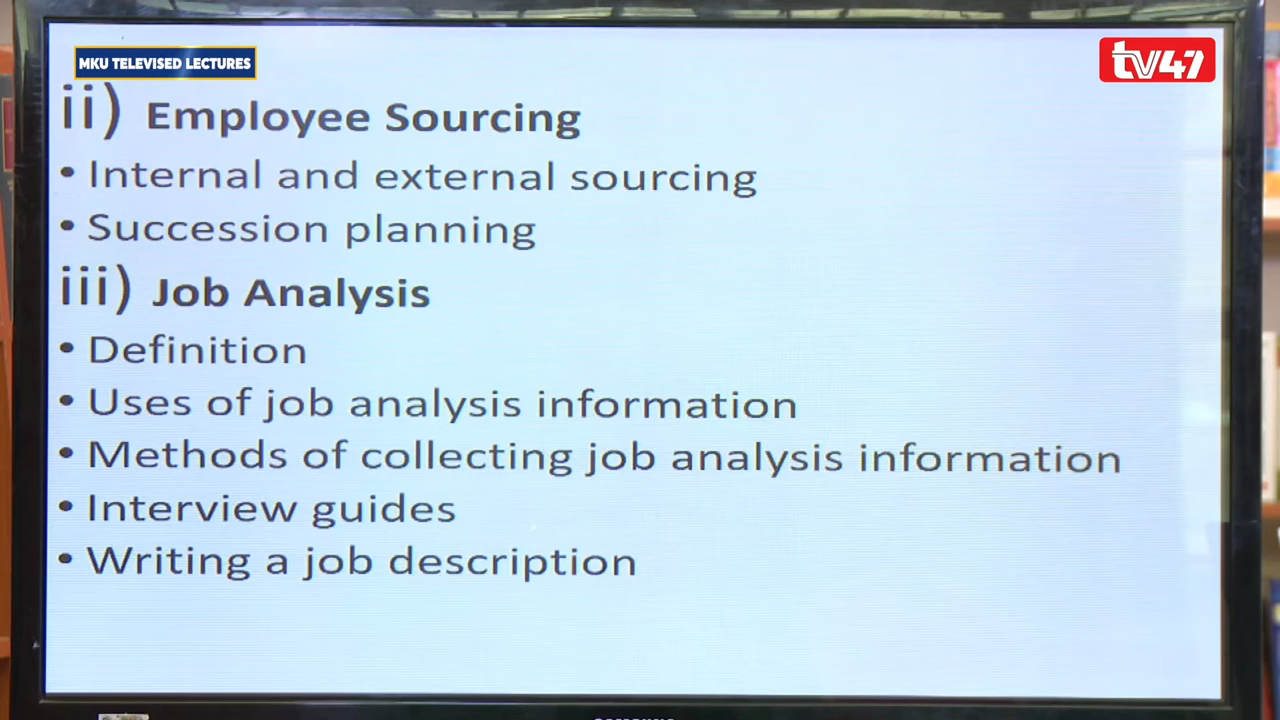 MKU TELEVISED LECTURES
tv47
ii) Employee Sourcing
• Internal and external sourcing
• Succession planning
iii) Job Analysis
• Definition
• Uses of job analysis information
• Methods of collecting job analysis information
• Interview guides
• Writing a job description